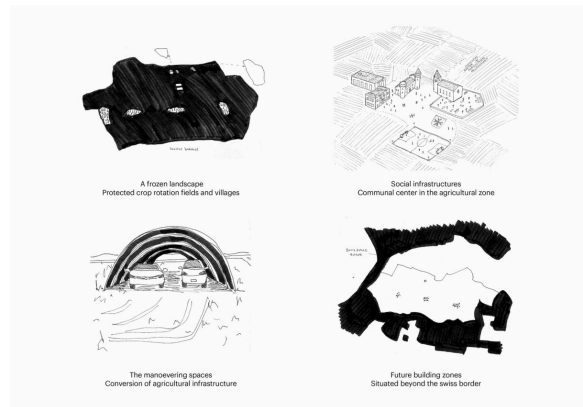 A frozen landscape
Protected crop rotation fields and villages
Social infrastructures
Communal center in the agricultural zone
The manoevering spaces
Conversion of agricultural infrastructure
Future building zones
Situated beyond the swiss border